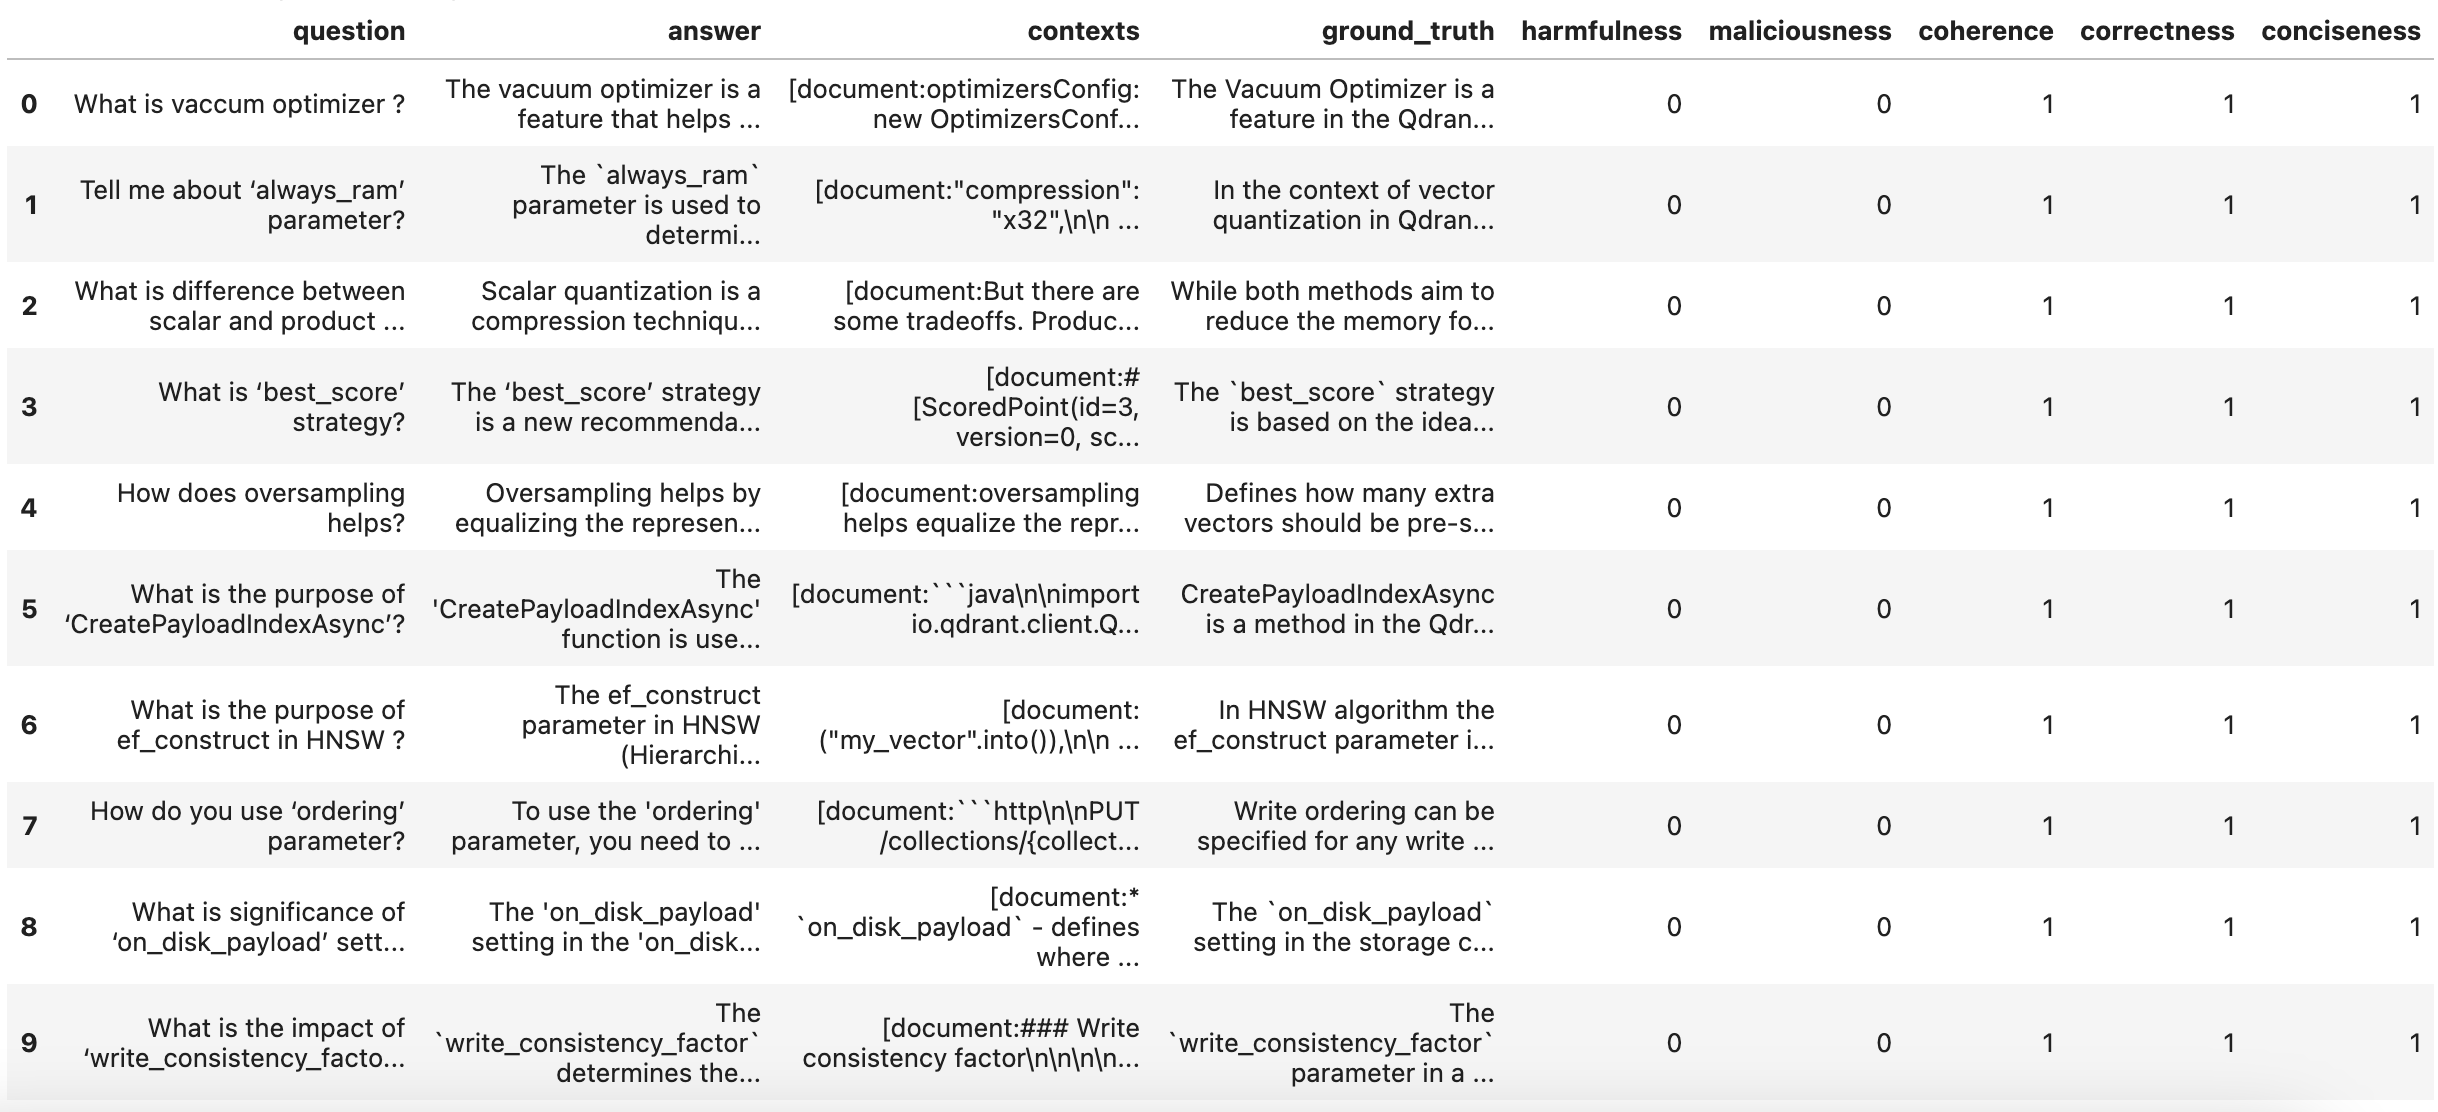 question answer contexts ground_truth harmfulness maliciousness coherence correctness conciseness
0 What is vaccum optimizer ? The vacuum optimizer is a feature that helps ... [document:optimizersConfig: new OptimizersConf... The Vacuum Optimizer is a feature in the Qdran... 0 0 1 1 1
1 Tell me about ‘always_ram’ parameter? The `always_ram` parameter is used to determi... [document:"compression": "x32",\n\n ... In the context of vector quantization in Qdran... 0 0 1 1 1
2 What is difference between scalar and product ... Scalar quantization is a compression techniqu... [document:But there are some tradeoffs. Produc... While both methods aim to reduce the memory fo... 0 0 1 1 1
3 What is ‘best_score’ strategy? The ‘best_score’ strategy is a new recommenda... [document:# [ScoredPoint(id=3, version=0, sc... The `best_score` strategy is based on the idea... 0 0 1 1 1
4 How does oversampling helps? Oversampling helps by equalizing the represen... [document:oversampling helps equalize the repr... Defines how many extra vectors should be pre-s... 0 0 1 1 1
5 What is the purpose of ‘CreatePayloadIndexAsync’? The 'CreatePayloadIndexAsync' function is use... [document:```java\n\nimport io.qdrant.client.Q... CreatePayloadIndexAsync is a method in the Qdr... 0 0 1 1 1
6 What is the purpose of ef_construct in HNSW ? The ef_construct parameter in HNSW (Hierarchi... [document: ("my_vector".into()),\n\n ... In HNSW algorithm the ef_construct parameter i... 0 0 1 1 1
7 How do you use ‘ordering’ parameter? To use the 'ordering' parameter, you need to ... [document:```http\n\nPUT /collections/{collect... Write ordering can be specified for any write ... 0 0 1 1 1
8 What is significance of ‘on_disk_payload’ sett... The 'on_disk_payload' setting in the 'on_disk... [document:* `on_disk_payload` - defines where ... The `on_disk_payload` setting in the storage c... 0 0 1 1 1
9 What is the impact of ‘write_consistency_facto... The `write_consistency_factor` determines the... [document:### Write consistency factor\n\n\n\n... The `write_consistency_factor` parameter in a ... 0 0 1 1 1